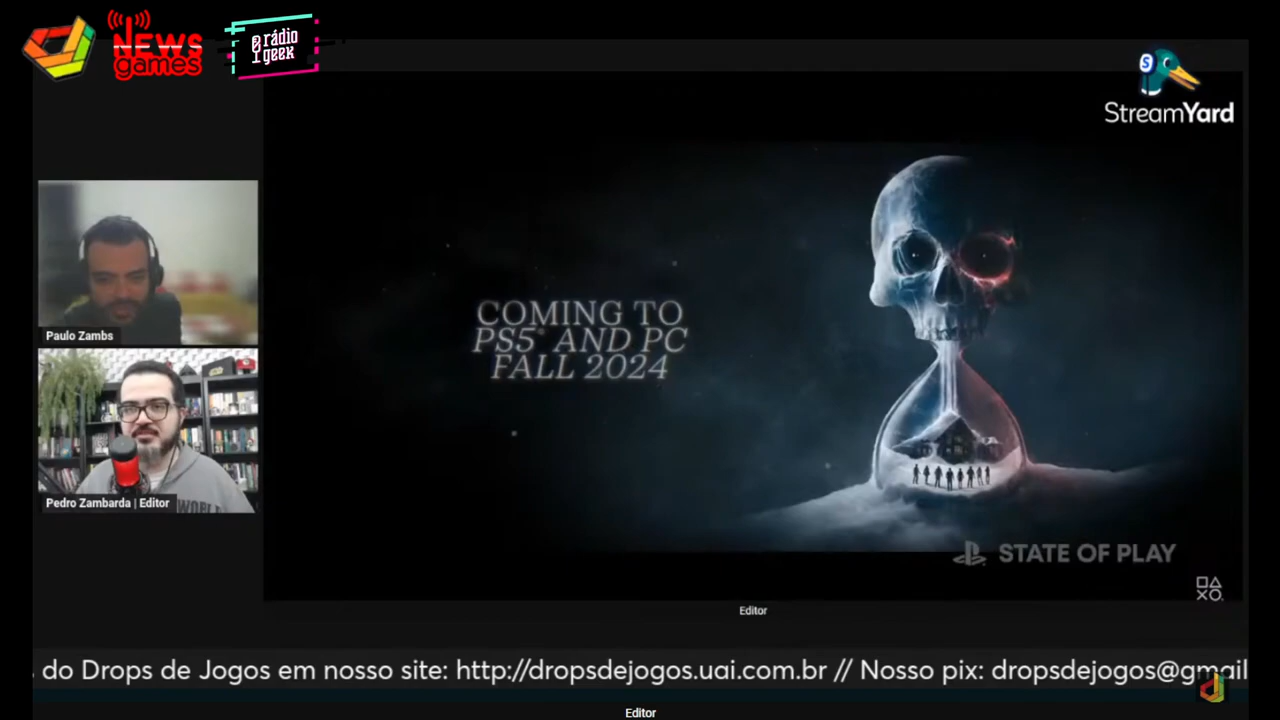 NEWS
games
rádio
geek
S
StreamYard
COMING TO
PS5 AND PC
FALL 2024
Paulo Zambs
WORLD
Pedro Zambarda | Editor
STATE OF PLAY
Editor
do Drops de Jogos em nosso site: http://dropsdejogos.uai.com.br // Nosso pix: dropsdejogos@gmail
Editor